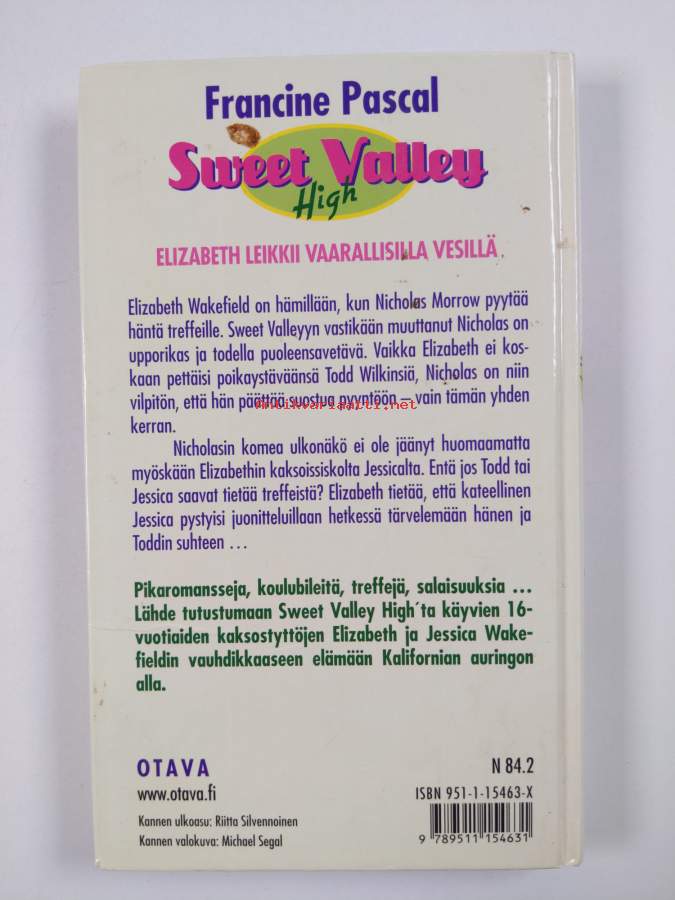 Francine Pascal
Sweet Valley
High
ELIZABETH LEIKKII VAARALLISILLA VESILLÄ
Elizabeth Wakefield on hämillään, kun Nicholas Morrow pyytää
häntä treffeille. Sweet Valleyyn vastikään muuttanut Nicholas on
upporikas ja todella puoleensavetävä. Vaikka Elizabeth ei kos-
kaan pettäisi poikaystäväänsä Todd Wilkinsiä, Nicholas on niin
vilpitön, että hän päättää suostua pyyntöön – vain tämän yhden
Antikvariaatti.net
kerran.
Nicholasin komea ulkonäkö ei ole jäänyt huomaamatta
myöskään Elizabethin kaksoissiskolta Jessicalta. Entä jos Todd tai
Jessica saavat tietää treffeistä? Elizabeth tietää, että kateellinen
Jessica pystyisi juonitteluillaan hetkessä tärvelemään hänen ja
Toddin suhteen ...
Pikaromansseja, koulubileitä, treffejä, salaisuuksia ...
Lähde tutustumaan Sweet Valley High´ta käyvien 16-
vuotiaiden kaksostyttöjen Elizabeth ja Jessica Wake-
fieldin vauhdikkaaseen elämään Kalifornian auringon
alla.
OTAVA
www.otava.fi
Kannen ulkoasu: Riitta Silvennoinen
Kannen valokuva: Michael Segal
N 84.2
ISBN 951-1-15463-X
9 789511 154631